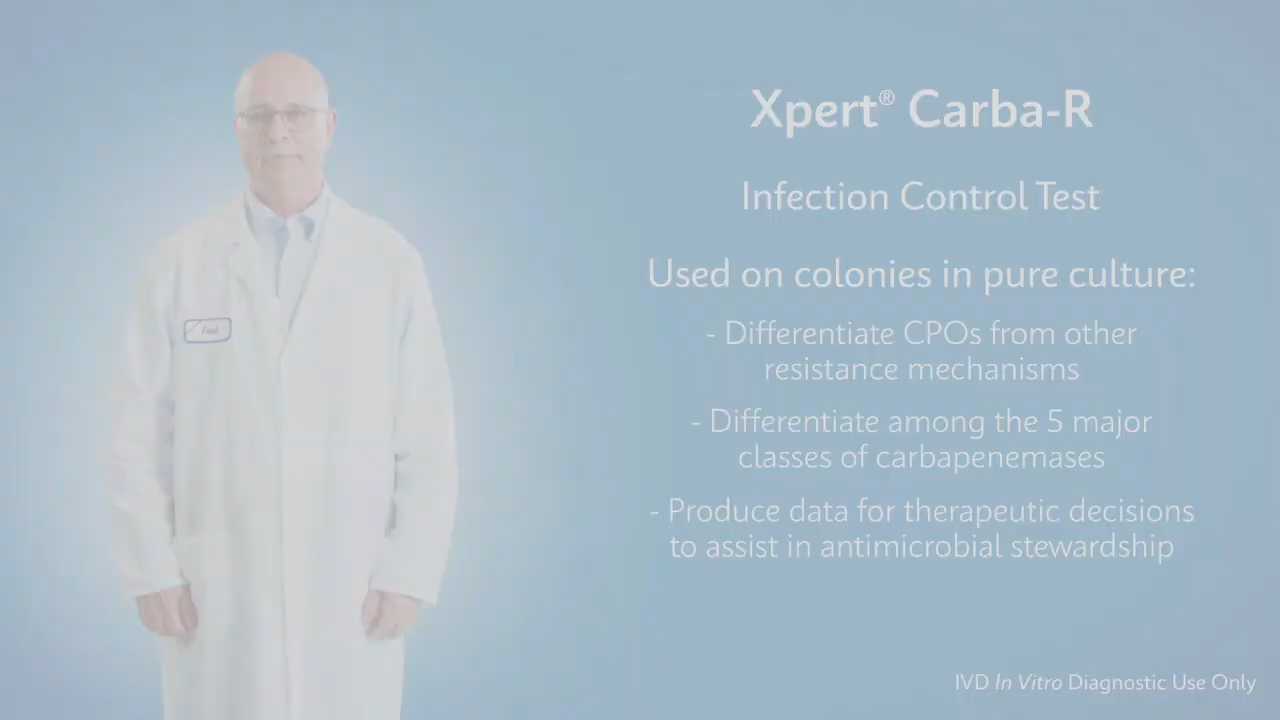 Xpert® Carba-R
Infection Control Test
Used on colonies in pure culture:
- Differentiate CPOs from other
resistance mechanisms
- Differentiate among the 5 major
classes of carbapenemases
- Produce data for therapeutic decisions
to assist in antimicrobial stewardship
IVD In Vitro Diagnostic Use Only